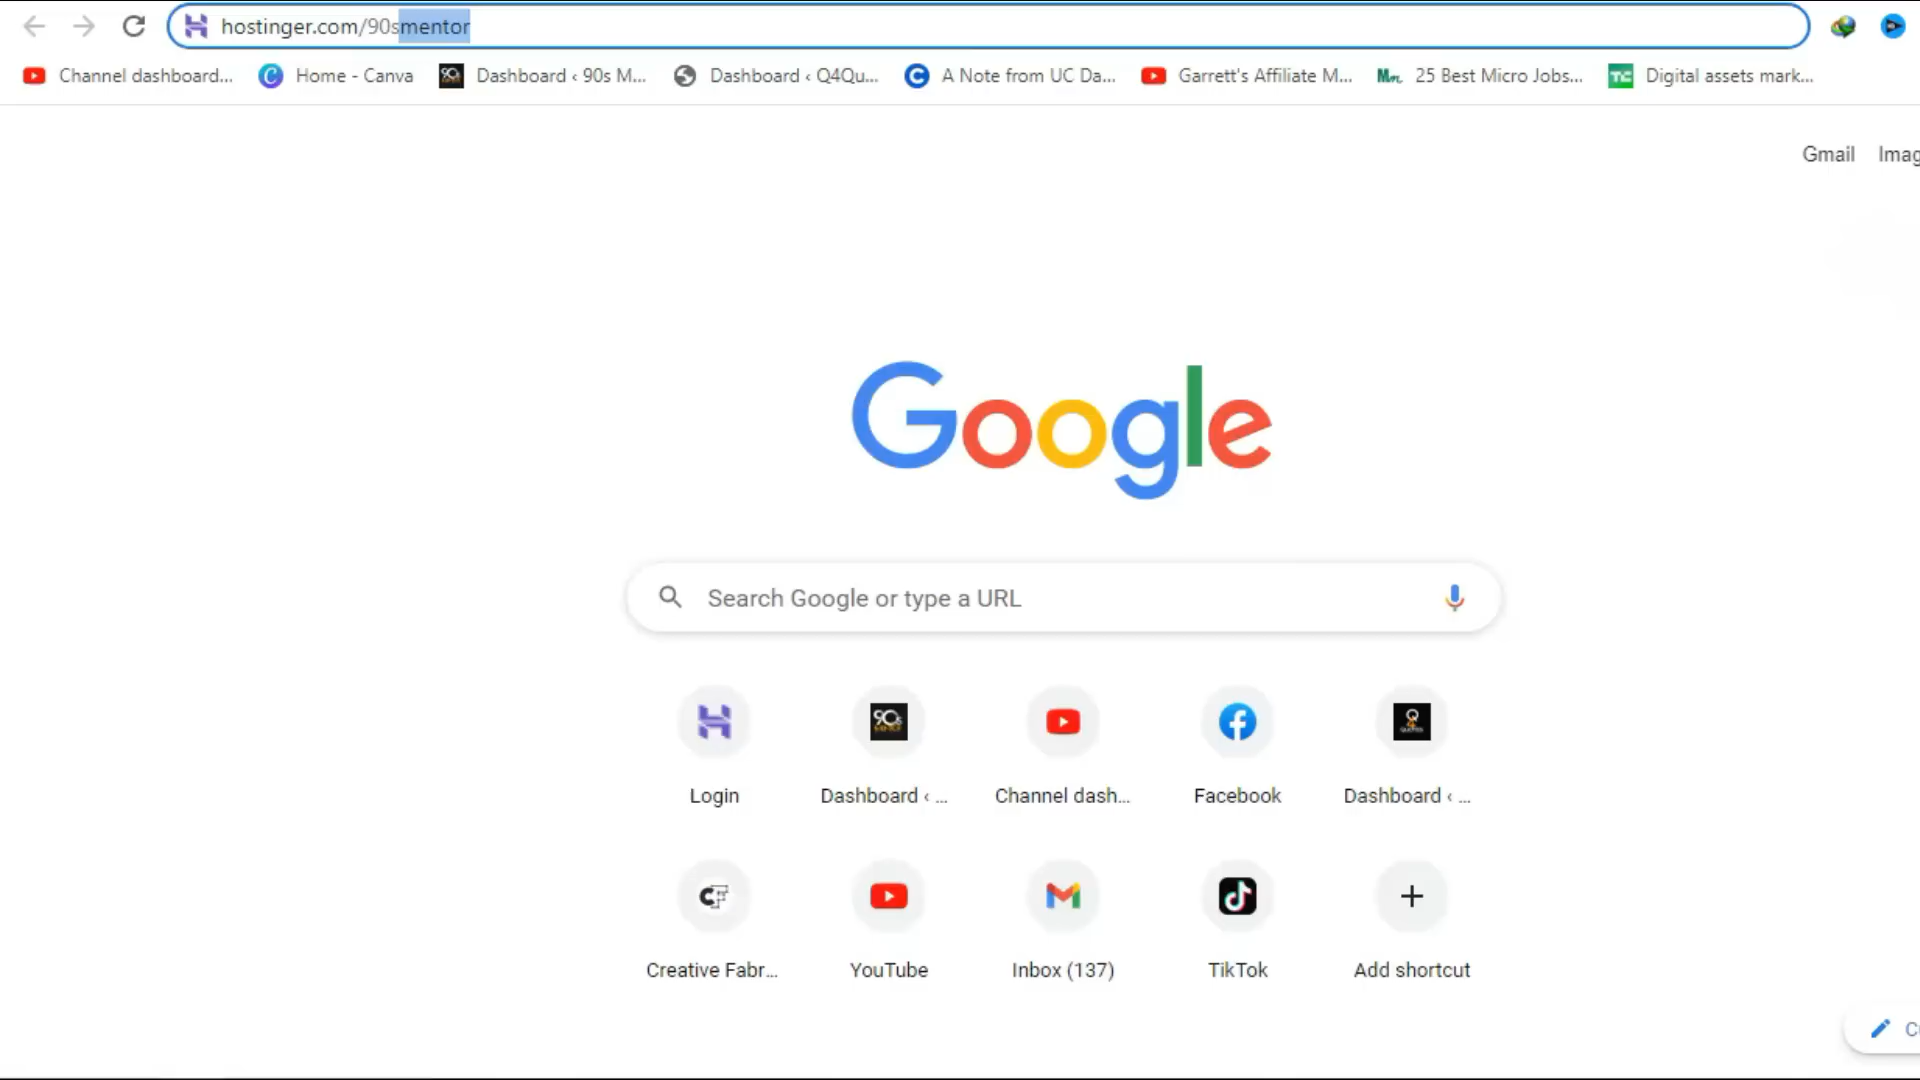 hostinger.com/90smentor
Channel dashboard...
Home - Canva
Dashboard ‹ 90s M...
Dashboard ‹ Q4Qu...
A Note from UC Da...
Garrett's Affiliate M...
25 Best Micro Jobs...
Digital assets mark...
Gmail
Imag
Google
Search Google or type a URL
Login
Dashboard ‹ ...
Channel dash...
Facebook
Dashboard ‹ ...
Creative Fabr...
YouTube
Inbox (137)
TikTok
Add shortcut